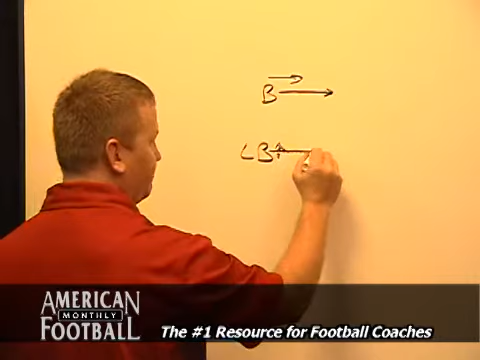 B
LB
AMERICAN
MONTHLY
FOOTBALL
The #1 Resource for Football Coaches